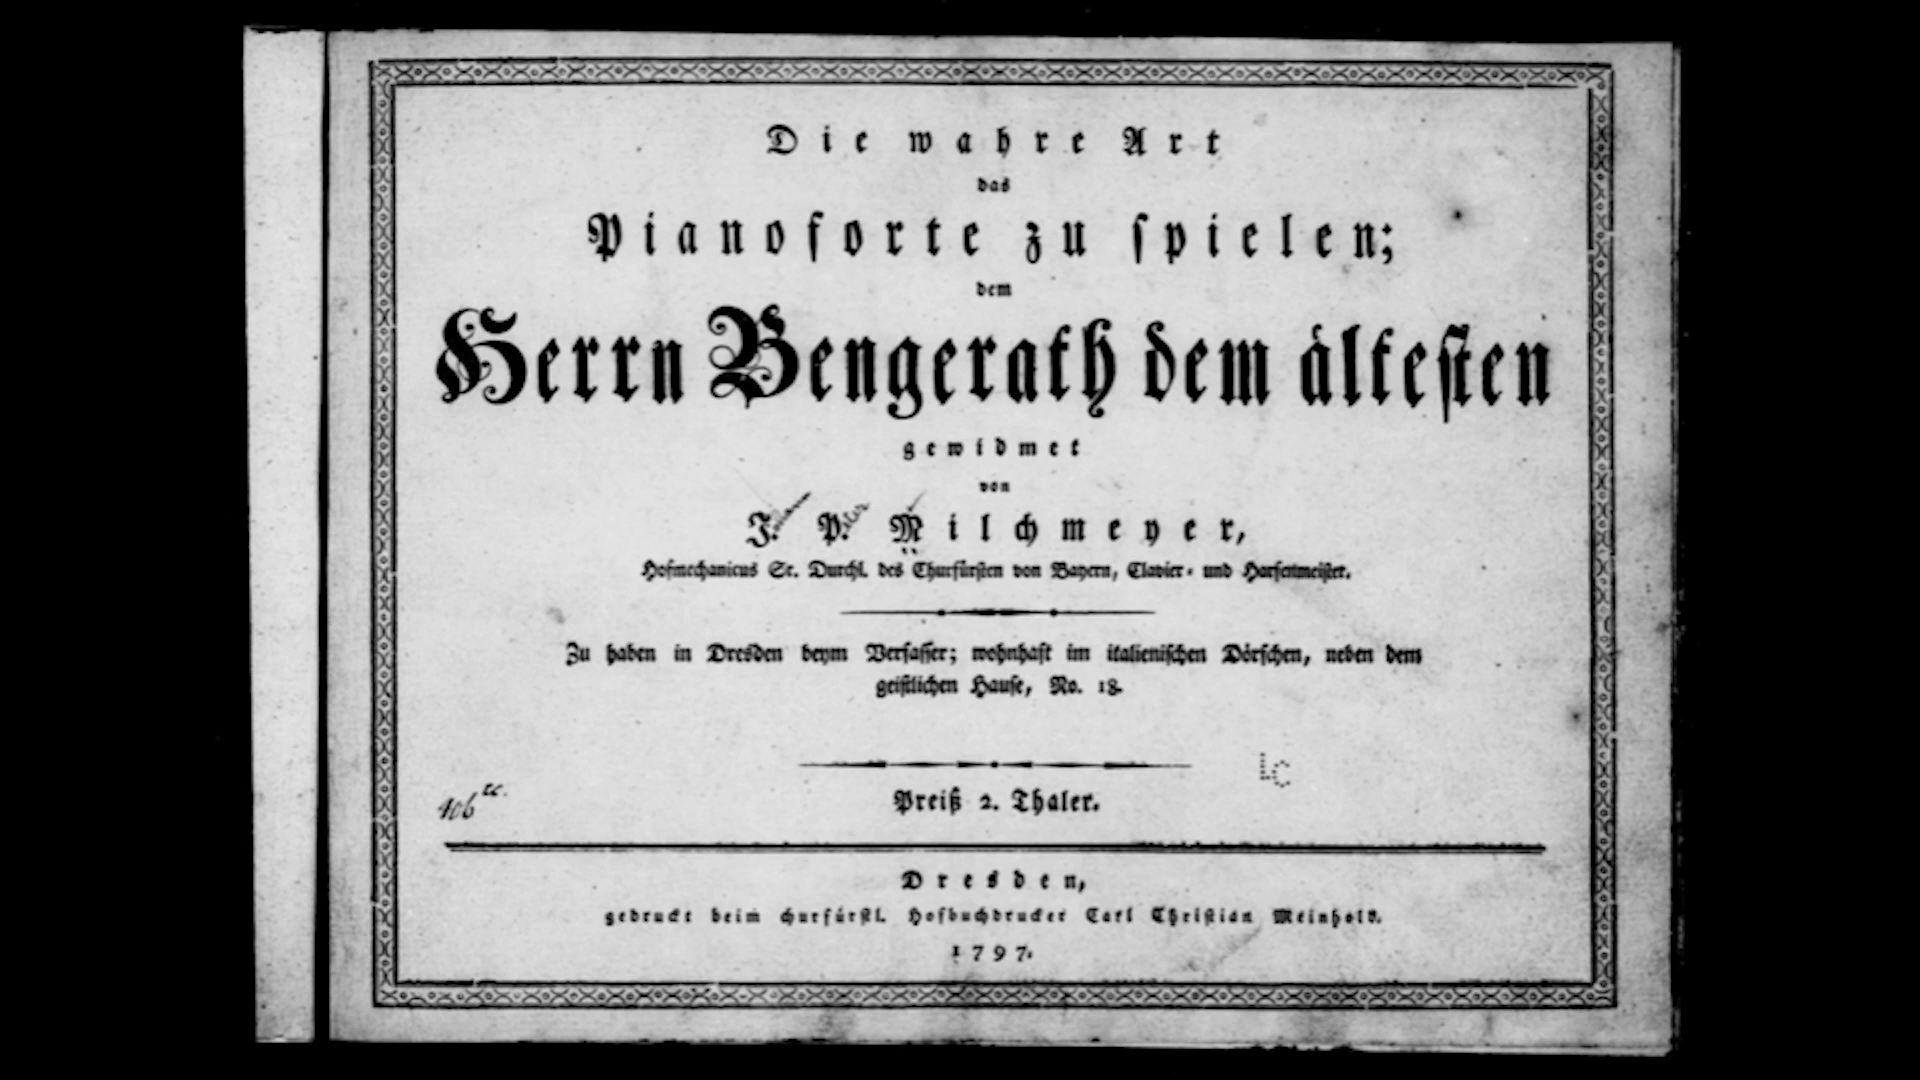 Die wahre Art
das
Pianoforte zu spielen;
dem
Herrn Bengerath dem ältesten
gewidmet
von
J. P. Milchmeyer,
Hofmechanicus Sr. Durchl. des Churfürsten von Bayern, Clavier- und Harfenmeister.
Zu haben in Dresden beym Verfasser; wohnhaft im italienischen Dörfchen, neben dem
geistlichen Hause, No. 18.
LC
Preiß 2. Thaler.
Dresden,
gedruckt beim churfürstl. Hofbuchdrucker Carl Christian Meinhold.
1797.